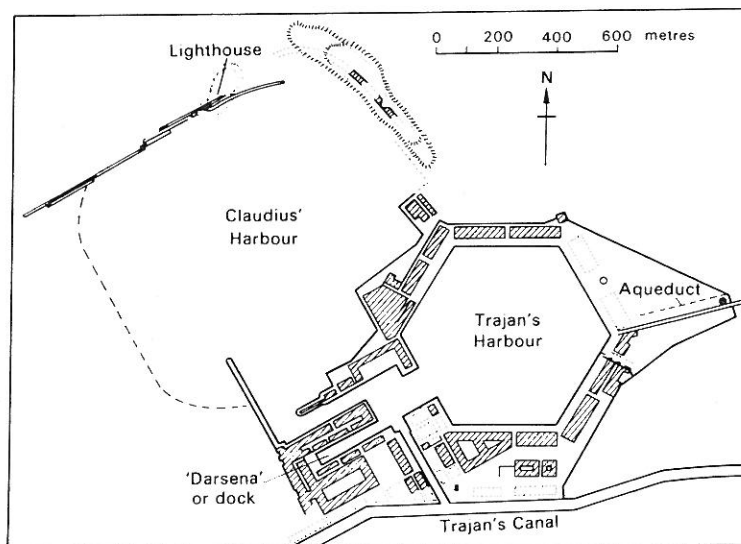 Lighthouse
0 200 400 600 metres
N
Claudius'
Harbour
Aqueduct
Trajan's
Harbour
'Darsena'
or dock
Trajan's Canal